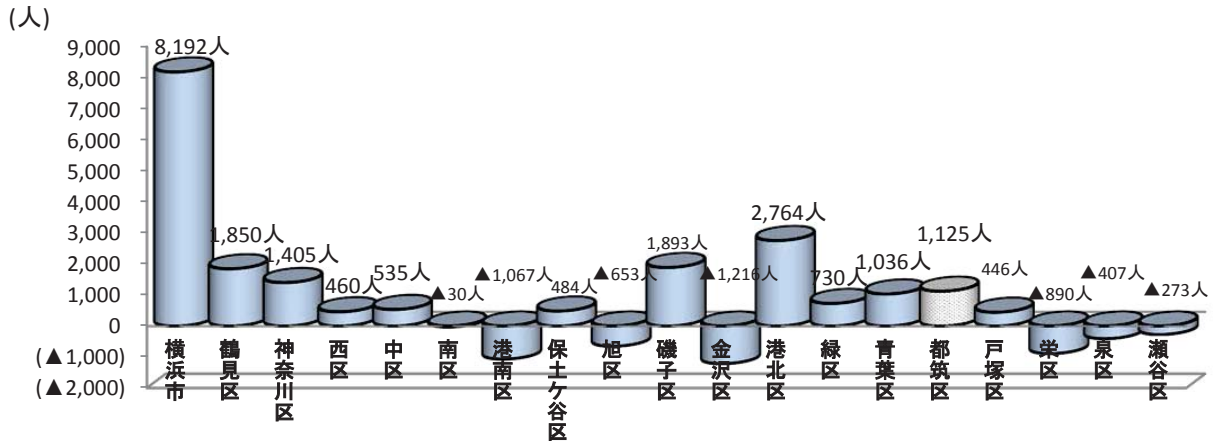 (人)
9,000
8,000
7,000
6,000
5,000
4,000
3,000
2,000
1,000
0
(▲1,000)
(▲2,000)
8,192人
1,850人
1,405人
460人
535人
▲30人
▲1,067人
484人
▲653人
1,893人
▲1,216人
2,764人
730人
1,036人
1,125人
446人
▲890人
▲407人
▲273人
横浜市
鶴見区
神奈川区
西区
中区
南区
港南区
保土ケ谷区
旭区
磯子区
金沢区
港北区
緑区
青葉区
都筑区
戸塚区
栄区
泉区
瀬谷区